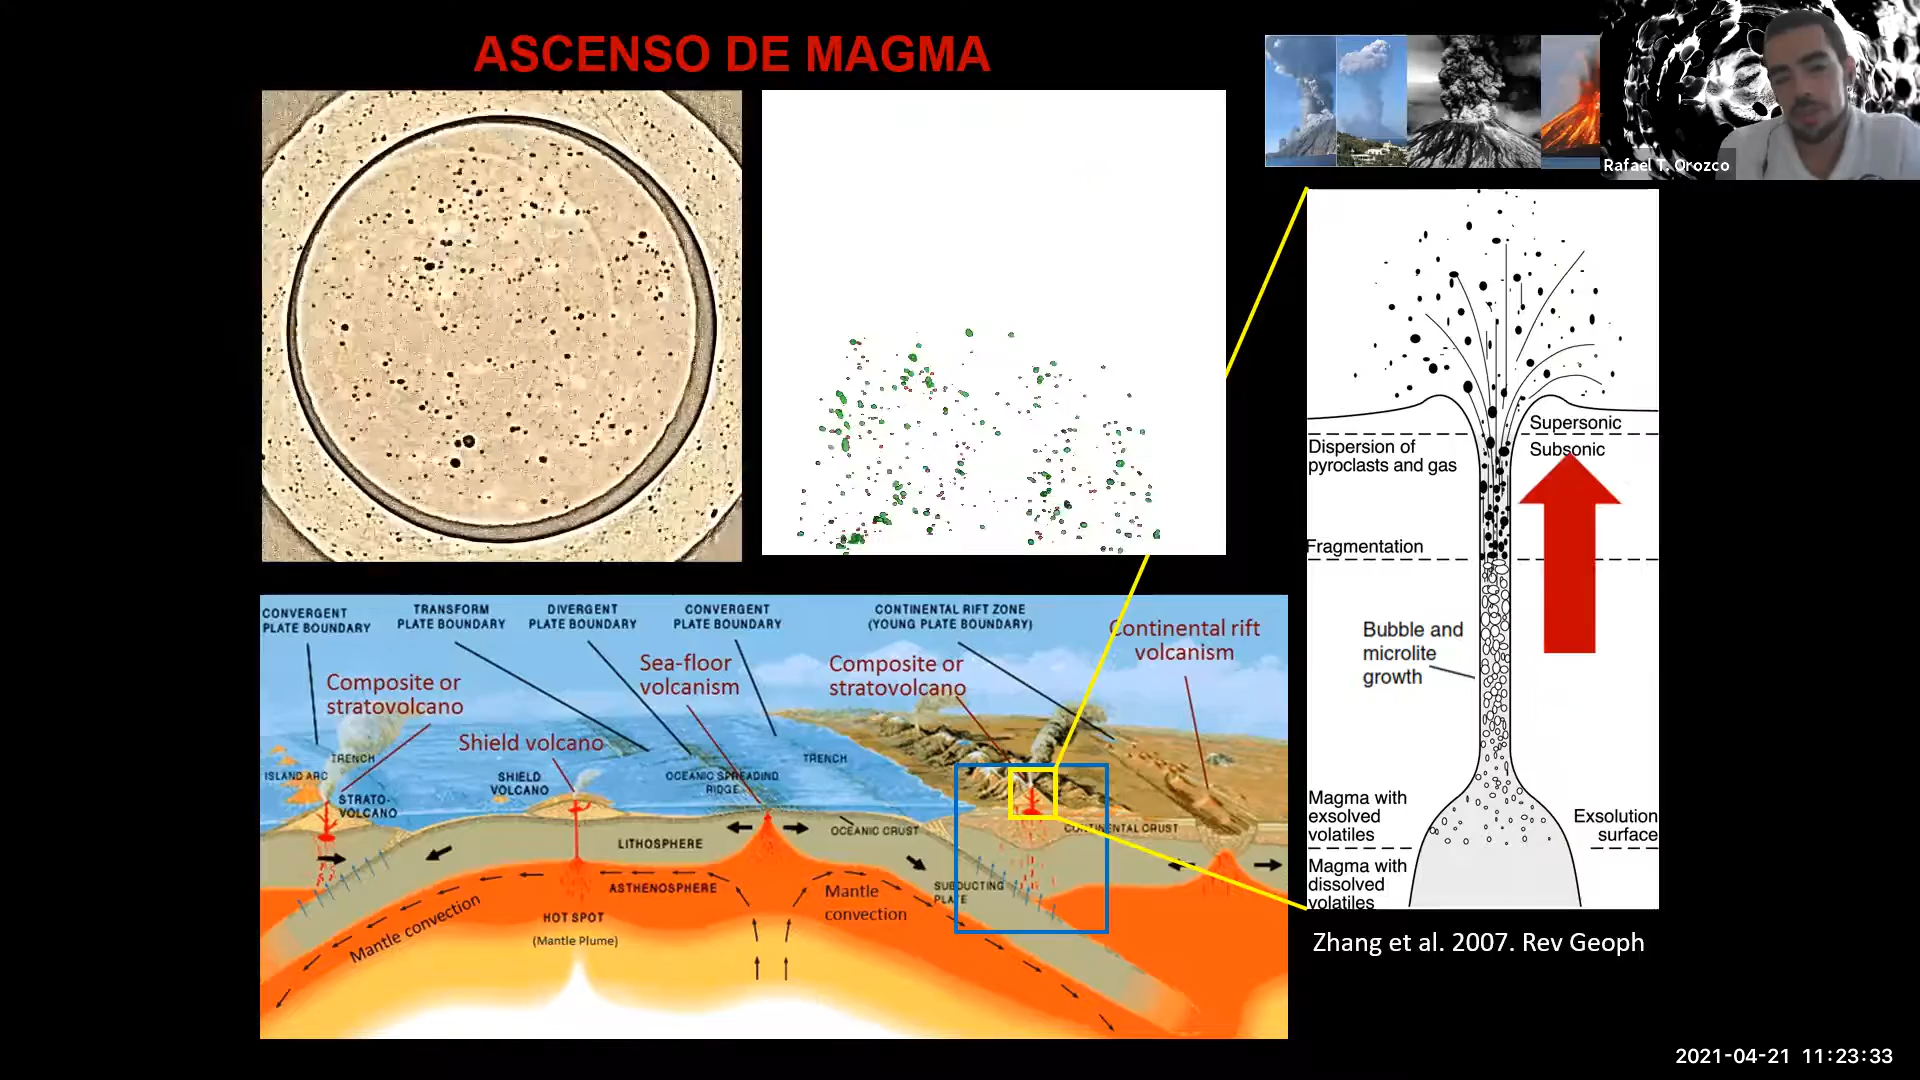 ASCENSO DE MAGMA
Rafael T. Orozco
Supersonic
Subsonic
Dispersion of
pyroclasts and gas
Fragmentation
Bubble and
microlite
growth
Magma with
exsolved
volatiles
Exsolution
surface
Magma with
dissolved
volatiles
Zhang et al. 2007. Rev Geoph
CONVERGENT
PLATE BOUNDARY
TRANSFORM
PLATE BOUNDARY
DIVERGENT
PLATE BOUNDARY
CONVERGENT
PLATE BOUNDARY
CONTINENTAL RIFT ZONE
(YOUNG PLATE BOUNDARY)
Continental rift
volcanism
Composite or
stratovolcano
Sea-floor
volcanism
Composite or
stratovolcano
Shield volcano
TRENCH
TRENCH
ISLAND ARC
SHIELD
VOLCANO
OCEANIC SPREADING
RIDGE
STRATO-
VOLCANO
OCEANIC CRUST
CONTINENTAL CRUST
LITHOSPHERE
ASTHENOSPHERE
SUBDUCTING
PLATE
Mantle
convection
Mantle convection
HOT SPOT
(Mantle Plume)
2021-04-21 11:23:33